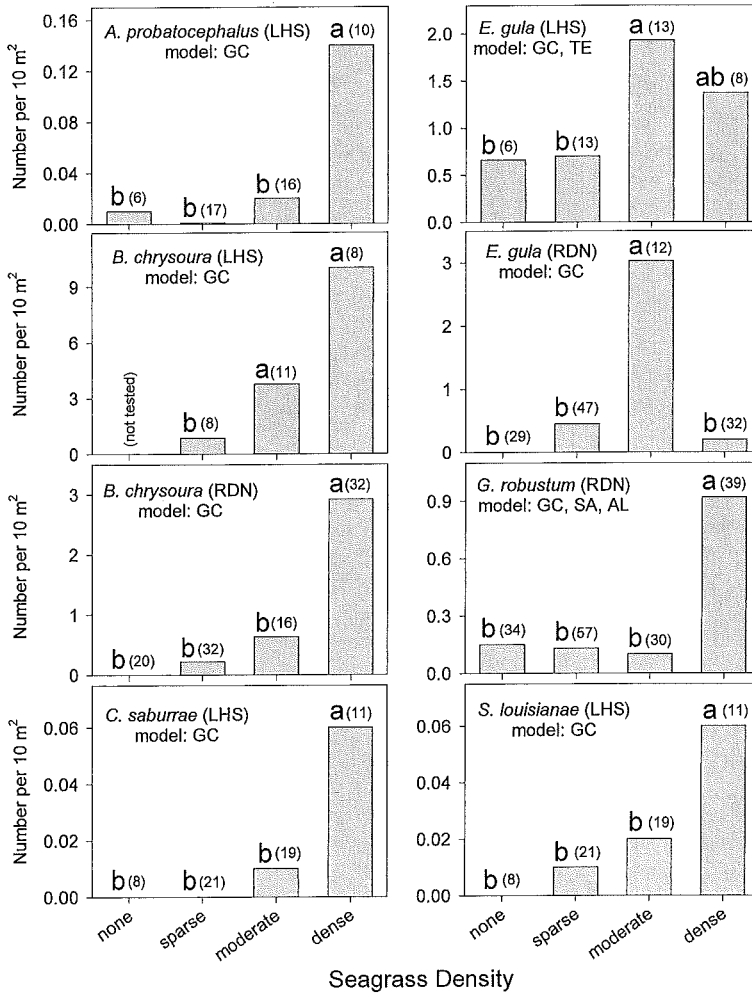 A. probatocephalus (LHS)
model: GC
Number per 10 m²
0.16
0.12
0.08
0.04
0.00
b (6)
b (17)
b (16)
a (10)
E. gula (LHS)
model: GC, TE
2.0
1.5
1.0
0.5
0.0
b (6)
b (13)
a (13)
ab (8)
B. chrysoura (LHS)
model: GC
Number per 10 m²
9
6
3
0
(not tested)
b (8)
a (11)
a (8)
E. gula (RDN)
model: GC
3
2
1
0
b (29)
b (47)
a (12)
b (32)
B. chrysoura (RDN)
model: GC
Number per 10 m²
3
2
1
0
b (20)
b (32)
b (16)
a (32)
G. robustum (RDN)
model: GC, SA, AL
0.9
0.6
0.3
0.0
b (34)
b (57)
b (30)
a (39)
C. saburrae (LHS)
model: GC
Number per 10 m²
0.06
0.04
0.02
0.00
b (8)
b (21)
b (19)
a (11)
none
sparse
moderate
dense
S. louisianae (LHS)
model: GC
0.06
0.04
0.02
0.00
b (8)
b (21)
b (19)
a (11)
none
sparse
moderate
dense
Seagrass Density